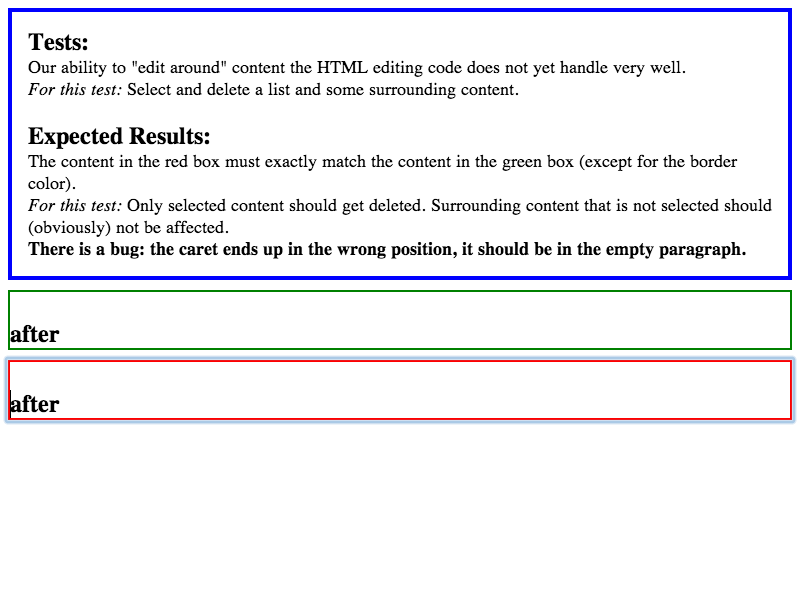 Tests:
Our ability to "edit around" content the HTML editing code does not yet handle very well.
For this test: Select and delete a list and some surrounding content.
Expected Results:
The content in the red box must exactly match the content in the green box (except for the border
color).
For this test: Only selected content should get deleted. Surrounding content that is not selected should
(obviously) not be affected.
There is a bug: the caret ends up in the wrong position, it should be in the empty paragraph.
after
after